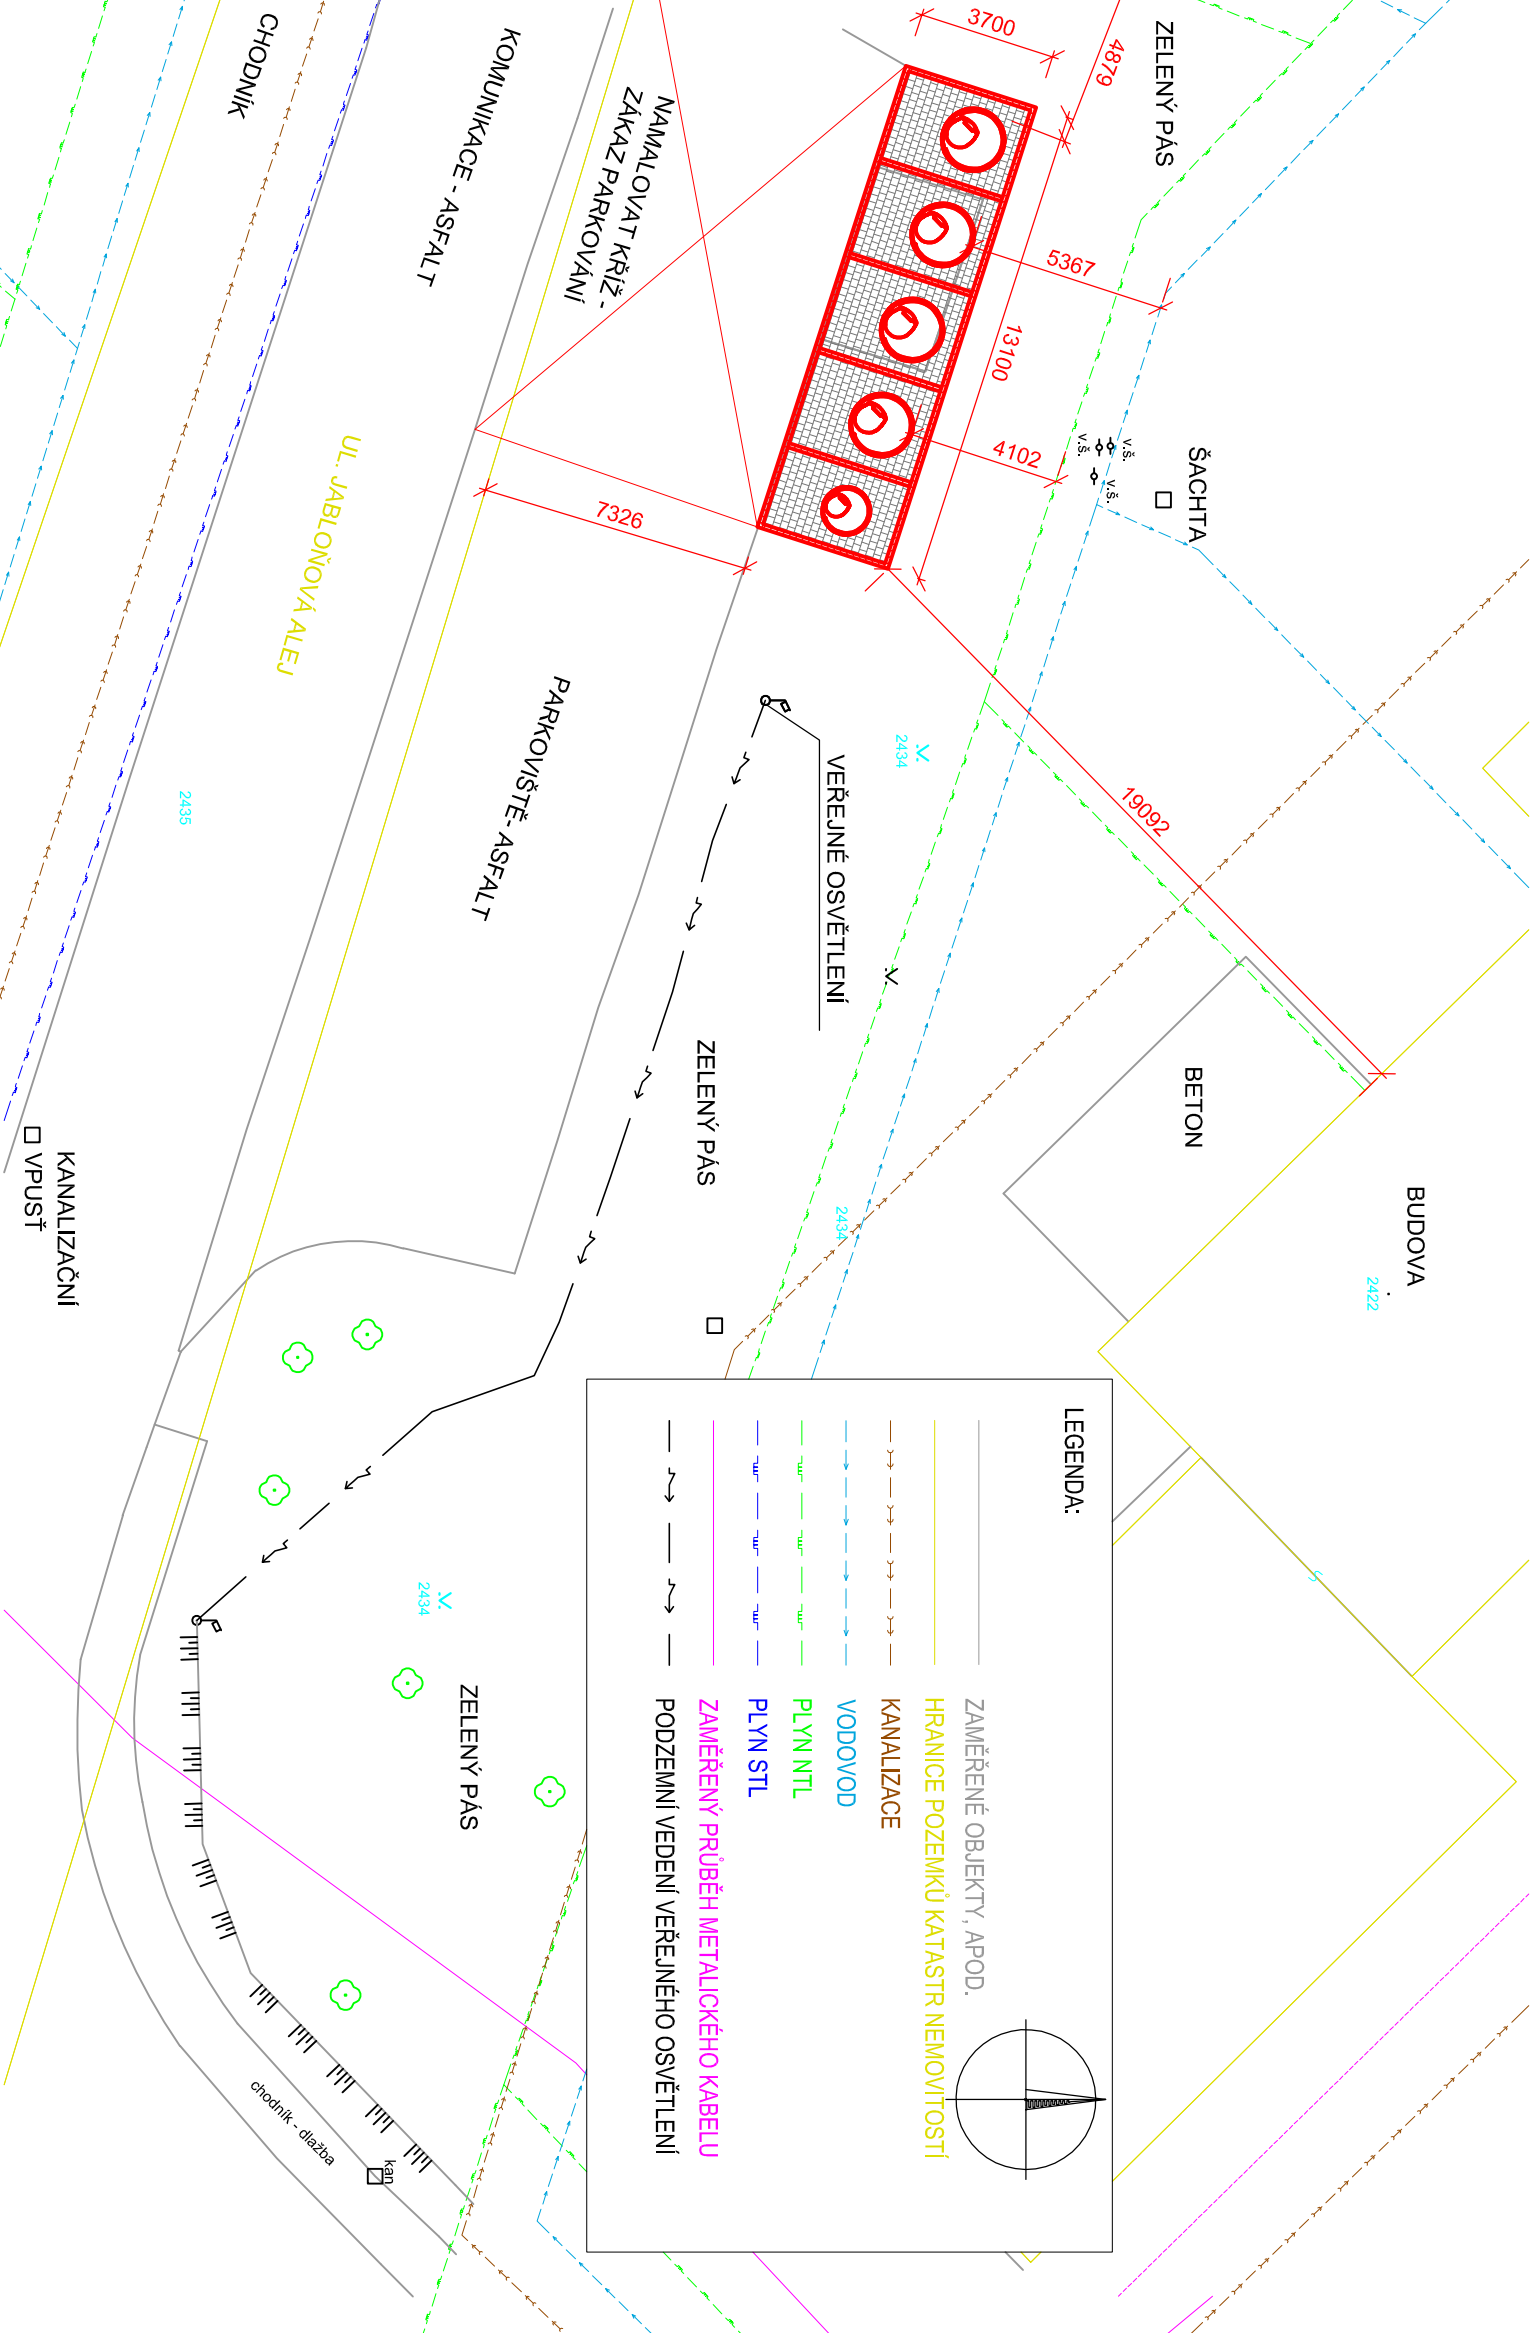 ZELENÝ PÁS
3700
4879
CHODNÍK
KOMUNIKACE - ASFALT
NAMALOVAT KŘÍŽ -
ZÁKAZ PARKOVÁNÍ
5367
13100
4102
7326
v.š.
v.š.
v.š.
ŠACHTA
UL. JABLOŇOVÁ ALEJ
PARKOVIŠTĚ- ASFALT
VEŘEJNÉ OSVĚTLENÍ
2434
2435
19092
ZELENÝ PÁS
BETON
BUDOVA
2422
2434
KANALIZAČNÍ
VPUSŤ
LEGENDA:
ZAMĚŘENÉ OBJEKTY, APOD.
HRANICE POZEMKŮ KATASTR NEMOVITOSTÍ
KANALIZACE
VODOVOD
PLYN NTL
PLYN STL
ZAMĚŘENÝ PRŮBĚH METALICKÉHO KABELU
PODZEMNÍ VEDENÍ VEŘEJNÉHO OSVĚTLENÍ
2434
ZELENÝ PÁS
chodník - dlažba
kan